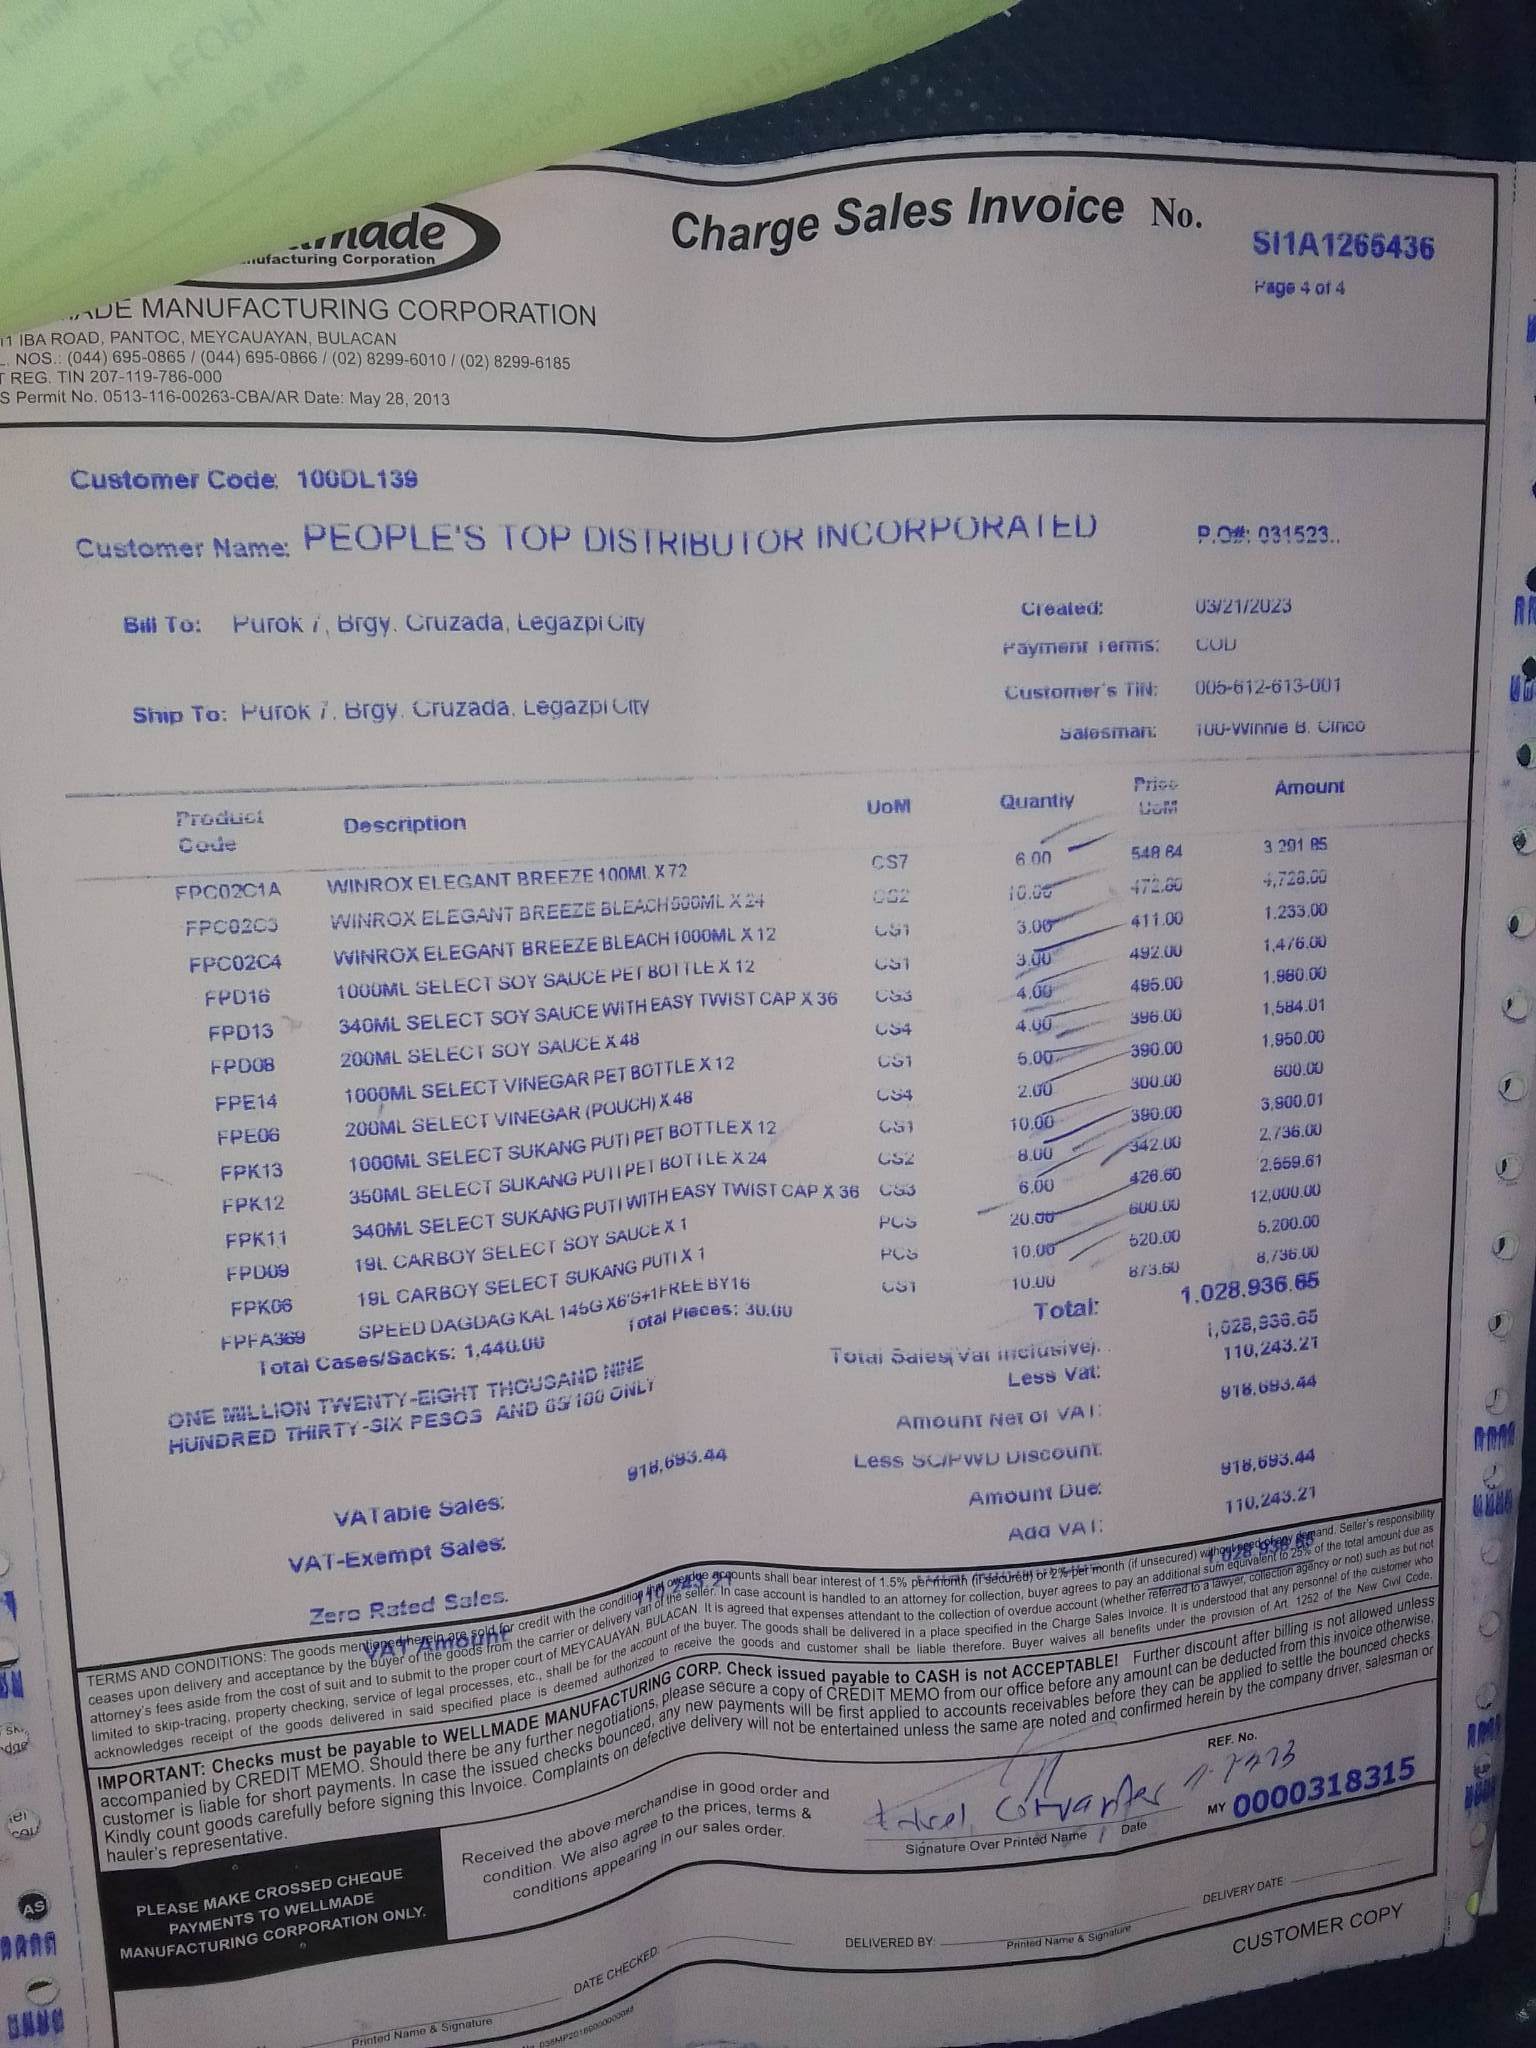 made
Manufacturing Corporation
Charge Sales Invoice No.
SI1A1265436
Page 4 of 4
MADE MANUFACTURING CORPORATION
11 IBA ROAD, PANTOC, MEYCAUAYAN, BULACAN
L. NOS.: (044) 695-0865 / (044) 695-0866 / (02) 8299-6010 / (02) 8299-6185
T REG. TIN 207-119-786-000
S Permit No. 0513-116-00263-CBA/AR Date: May 28, 2013
Customer Code: 100DL139
Customer Name: PEOPLE'S TOP DISTRIBUTOR INCORPORATED P.O#: 031523..
Bill To: Purok 7, Brgy. Cruzada, Legazpi City
Created: 03/21/2023
Payment Terms: COD
Ship To: Purok 7, Brgy. Cruzada, Legazpi City
Customer's TIN: 005-612-613-001
Salesman: 100-Winnie B. Cinco
Product Code Description UoM Quantiy Price UoM Amount
FPC02C1A WINROX ELEGANT BREEZE 100ML X 72 CS7 6.00 548.64 3,291.85
FPC02C3 WINROX ELEGANT BREEZE BLEACH 500ML X 24 CS2 10.00 472.80 4,728.00
FPC02C4 WINROX ELEGANT BREEZE BLEACH 1000ML X 12 CS1 3.00 411.00 1,233.00
FPD16 1000ML SELECT SOY SAUCE PET BOTTLE X 12 CS1 3.00 492.00 1,476.00
FPD13 340ML SELECT SOY SAUCE WITH EASY TWIST CAP X 36 CS3 4.00 495.00 1,980.00
FPD08 200ML SELECT SOY SAUCE X 48 CS4 4.00 396.00 1,584.01
FPE14 1000ML SELECT VINEGAR PET BOTTLE X 12 CS1 5.00 390.00 1,950.00
FPE06 200ML SELECT VINEGAR (POUCH) X 48 CS4 2.00 300.00 600.00
FPK13 1000ML SELECT SUKANG PUTI PET BOTTLE X 12 CS1 10.00 390.00 3,900.01
FPK12 350ML SELECT SUKANG PUTI PET BOTTLE X 24 CS2 8.00 342.00 2,736.00
FPK11 340ML SELECT SUKANG PUTI WITH EASY TWIST CAP X 36 CS3 6.00 426.60 2,559.61
FPD09 19L CARBOY SELECT SOY SAUCE X 1 PCS 20.00 600.00 12,000.00
FPK06 19L CARBOY SELECT SUKANG PUTI X 1 PCS 10.00 520.00 5,200.00
FPFA369 SPEED DAGDAG KAL 145G X6'S+1FREE BY16 CS1 10.00 873.60 8,736.00
Total Cases/Sacks: 1,440.00 Total Pieces: 30.00 Total: 1,028,936.65
ONE MILLION TWENTY-EIGHT THOUSAND NINE
HUNDRED THIRTY-SIX PESOS AND 65/100 ONLY
Total Sales(Vat Inclusive): 1,028,936.65
Less Vat: 110,243.21
Amount Net of VAT: 918,693.44
Less SC/PWD Discount:
Amount Due: 918,693.44
Add VAT: 110,243.21
1,028,936.65
VATable Sales: 918,693.44
VAT-Exempt Sales:
Zero Rated Sales.
VAT Amount 110,243.21
TERMS AND CONDITIONS: The goods mentioned herein are sold for credit with the condition that overdue accounts shall bear interest of 1.5% per month (if secured) or 2% per month (if unsecured) without need of any demand. Seller's responsibility
ceases upon delivery and acceptance by the buyer of the goods from the carrier or delivery van of the seller. In case account is handled to an attorney for collection, buyer agrees to pay an additional sum equivalent to 25% of the total amount due as
attorney's fees aside from the cost of suit and to submit to the proper court of MEYCAUAYAN, BULACAN. It is agreed that expenses attendant to the collection of overdue account (whether referred to a lawyer, collection agency or not) such as but not
limited to skip-tracing, property checking, service of legal processes, etc., shall be for the account of the buyer. The goods shall be delivered in a place specified in the Charge Sales Invoice. It is understood that any personnel of the customer who
acknowledges receipt of the goods delivered in said specified place is deemed authorized to receive the goods and customer shall be liable therefore. Buyer waives all benefits under the provision of Art. 1252 of the New Civil Code.
IMPORTANT: Checks must be payable to WELLMADE MANUFACTURING CORP. Check issued payable to CASH is not ACCEPTABLE! Further discount after billing is not allowed unless
accompanied by CREDIT MEMO. Should there be any further negotiations, please secure a copy of CREDIT MEMO from our office before any amount can be deducted from this invoice otherwise,
customer is liable for short payments. In case the issued checks bounced, any new payments will be first applied to accounts receivables before they can be applied to settle the bounced checks.
Kindly count goods carefully before signing this Invoice. Complaints on defective delivery will not be entertained unless the same are noted and confirmed herein by the company driver, salesman or
hauler's representative.
PLEASE MAKE CROSSED CHEQUE
PAYMENTS TO WELLMADE
MANUFACTURING CORPORATION ONLY.
Received the above merchandise in good order and
condition. We also agree to the prices, terms &
conditions appearing in our sales order.
Signature Over Printed Name Date
REF. No.
MY 0000318315
DELIVERY DATE
DELIVERED BY:
Printed Name & Signature
DATE CHECKED:
Printed Name & Signature
CUSTOMER COPY